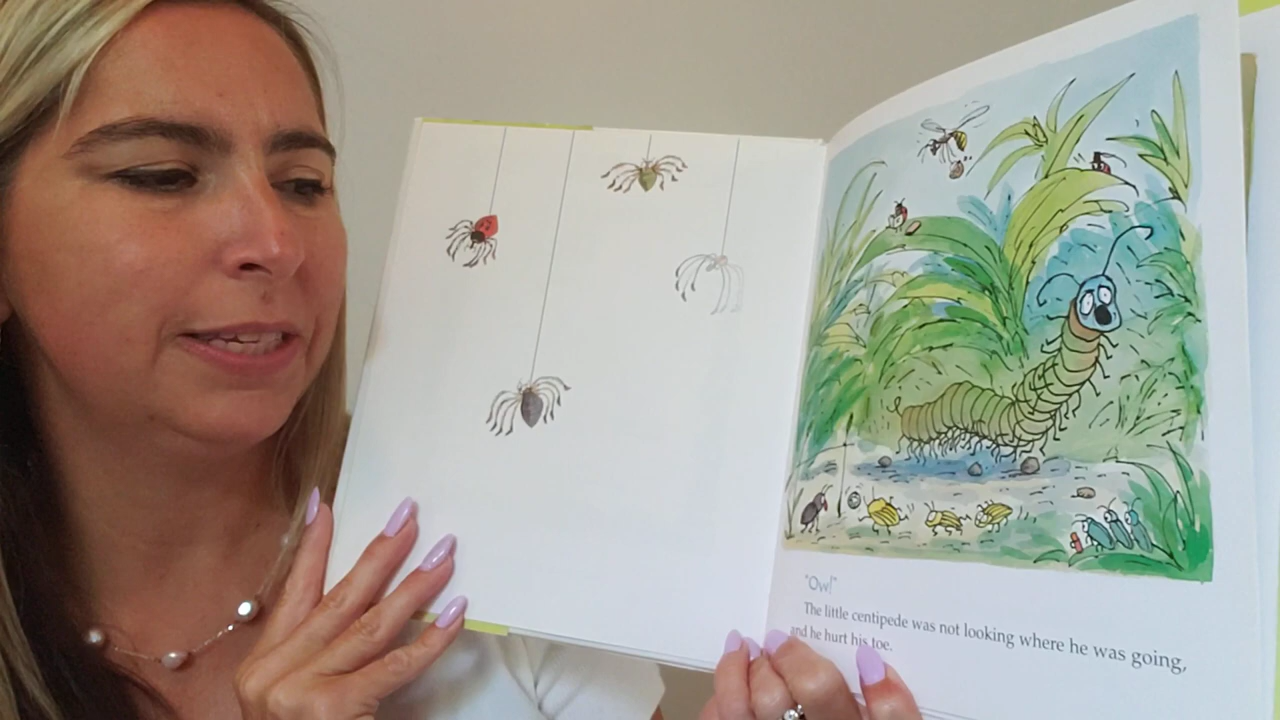 "Ow!"
The little centipede was not looking where he was going,
and he hurt his toe.